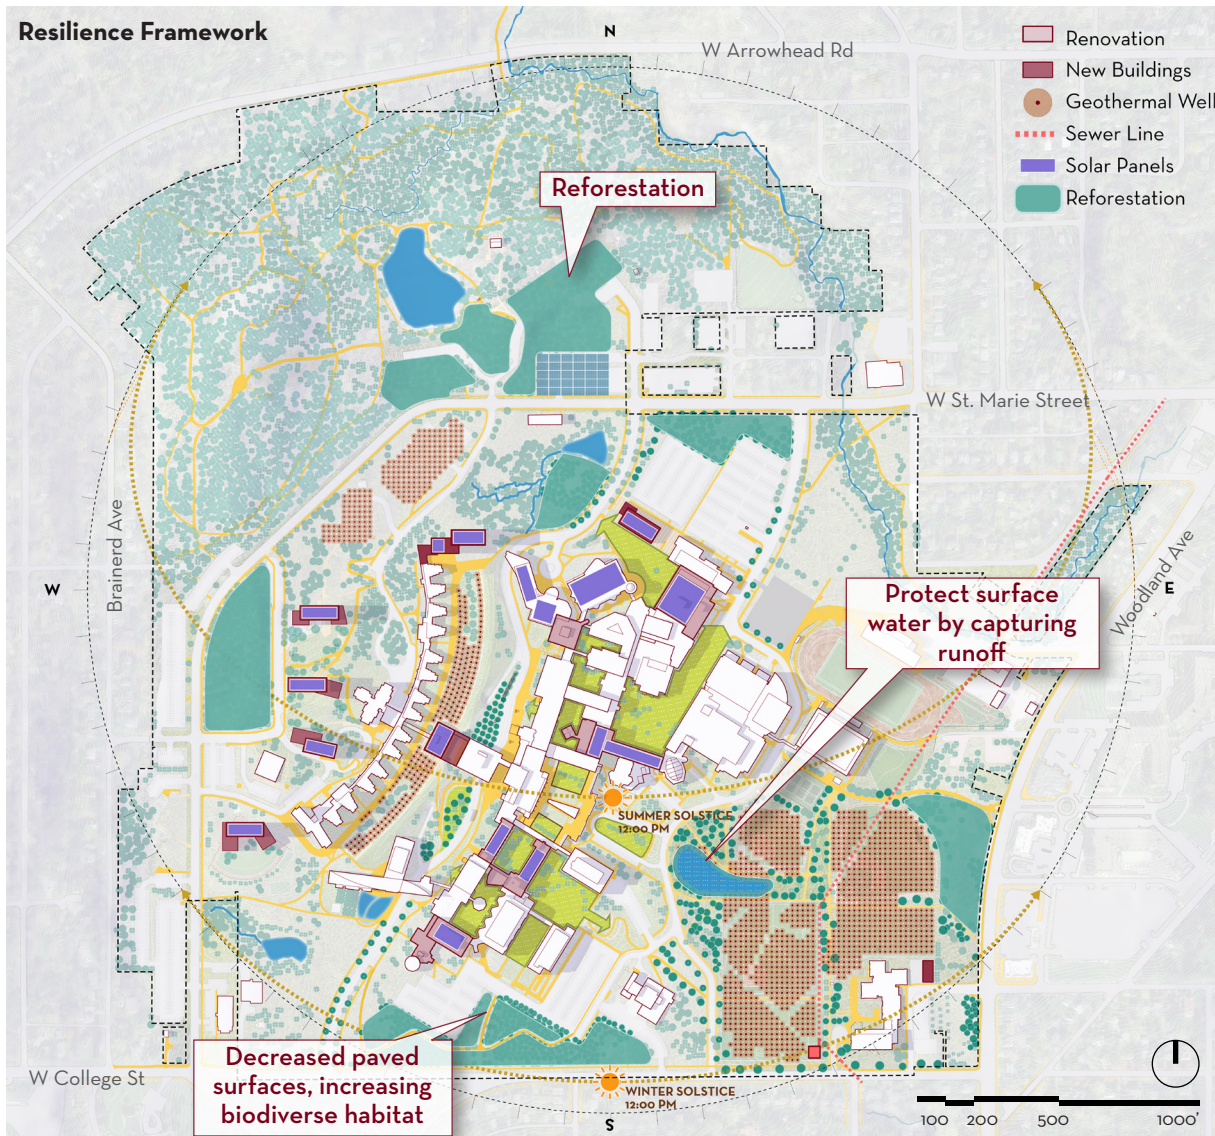 Resilience Framework
N
W Arrowhead Rd
Renovation
New Buildings
Geothermal Well
Sewer Line
Solar Panels
Reforestation
Reforestation
W St. Marie Street
Brainerd Ave
Woodland Ave
W
E
Protect surface
water by capturing
runoff
SUMMER SOLSTICE
12:00 PM
Decreased paved
surfaces, increasing
biodiverse habitat
W College St
WINTER SOLSTICE
12:00 PM
S
100 200 500 1000'